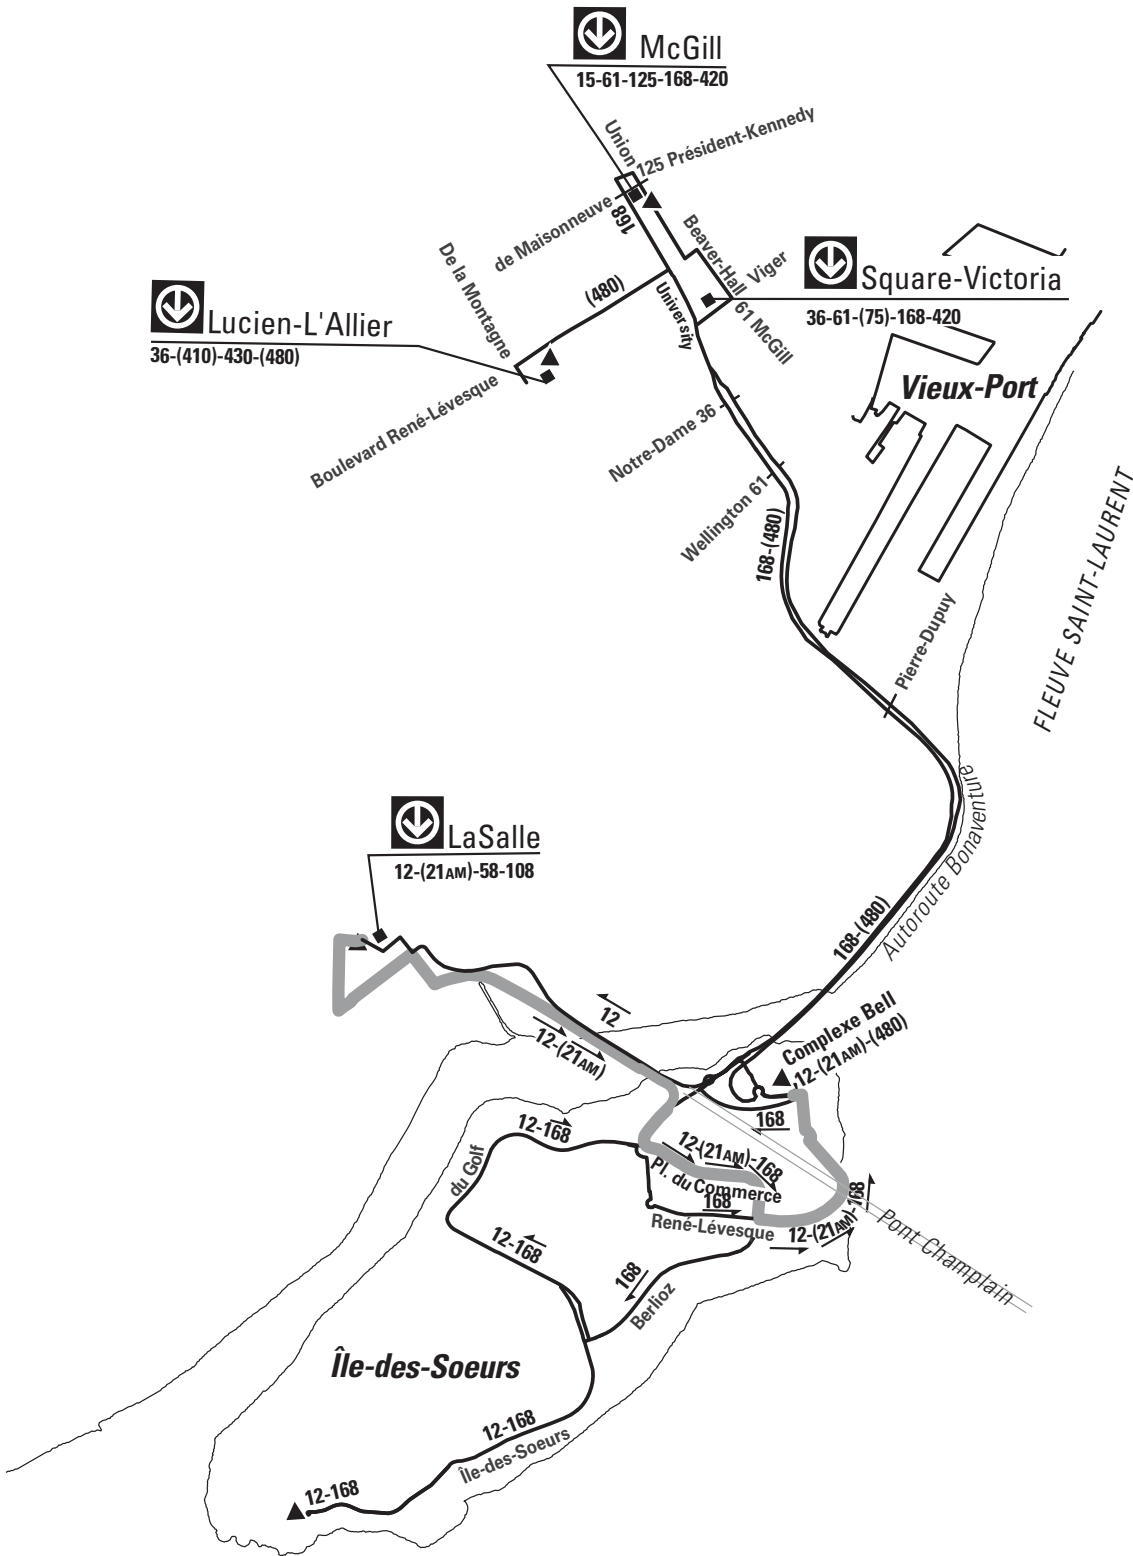 McGill
15-61-125-168-420
Union
125 Président-Kennedy
de Maisonneuve
168
Beaver-Hall
Viger
De la Montagne
(480)
University
61 McGill
Square-Victoria
36-61-(75)-168-420
Lucien-L'Allier
36-(410)-430-(480)
Boulevard René-Lévesque
Vieux-Port
Notre-Dame 36
Wellington 61
168-(480)
FLEUVE SAINT-LAURENT
Pierre-Dupuy
Autoroute Bonaventure
LaSalle
12-(21AM)-58-108
168-(480)
12
12-(21AM)
Complexe Bell
12-(21AM)-(480)
168
12-168
du Golf
12-(21AM)-168
Pl. du Commerce
168
René-Lévesque
12-(21AM)-168
Pont Champlain
12-168
168
Berlioz
Île-des-Soeurs
12-168
Île-des-Soeurs
12-168